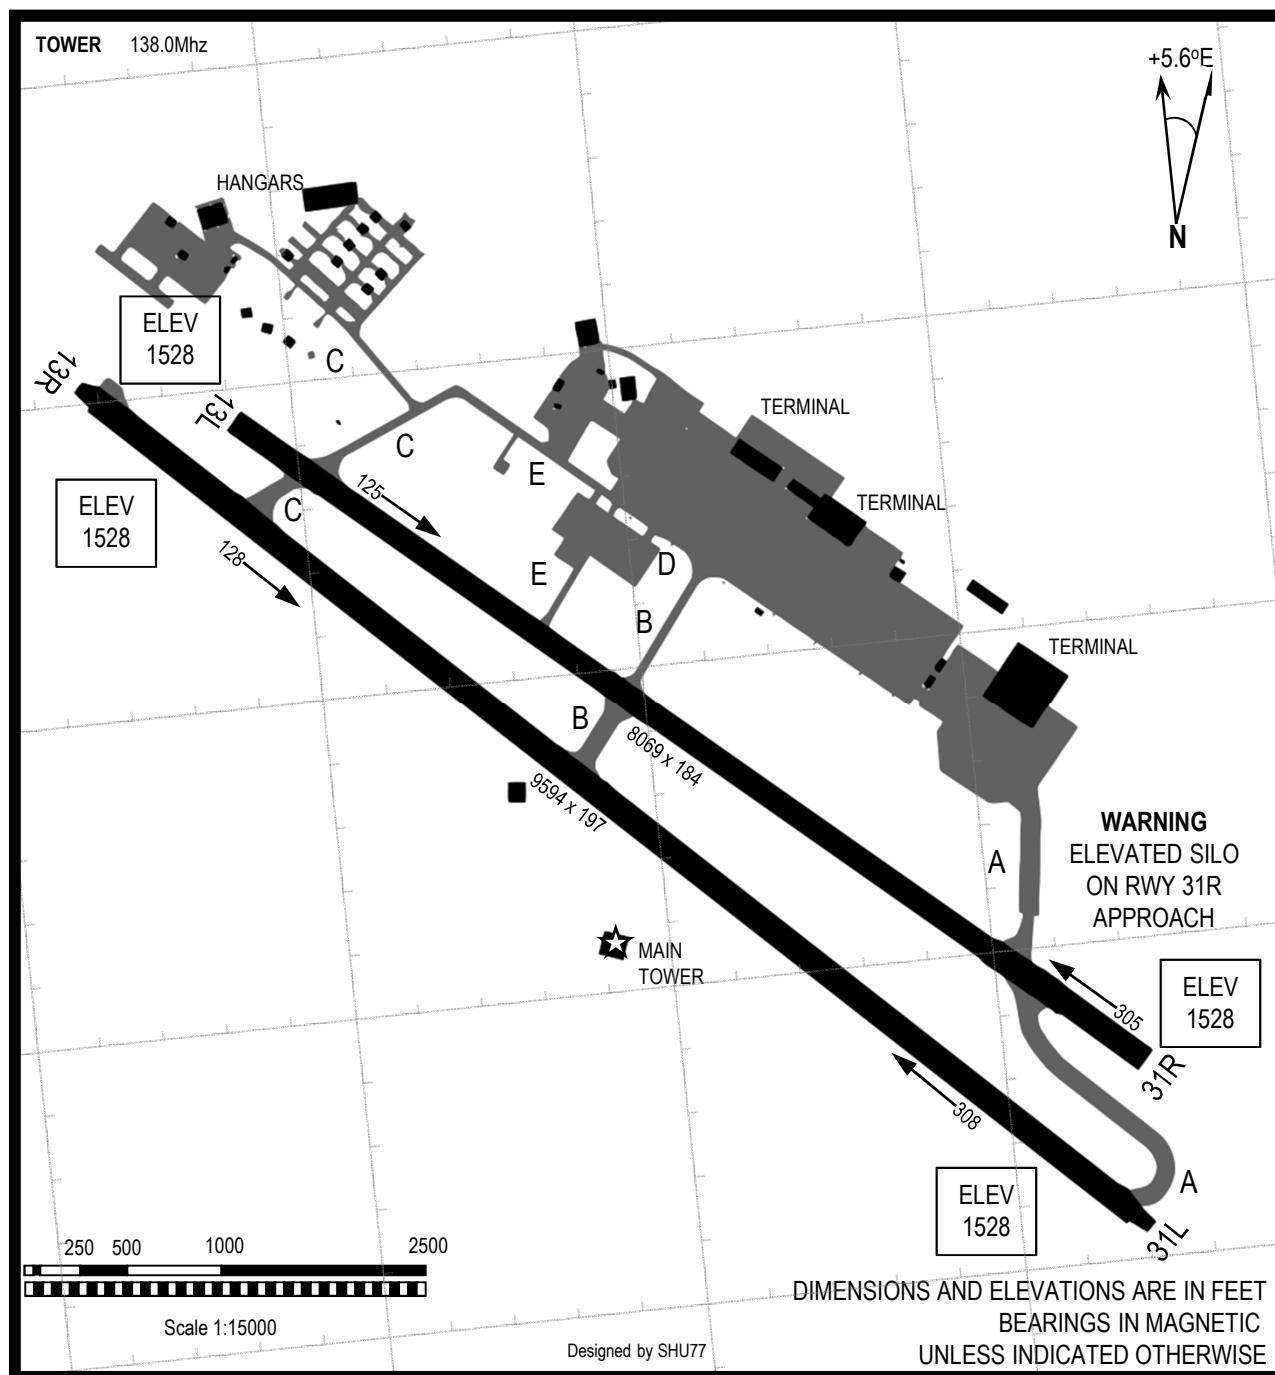 TOWER 138.0Mhz
+5.6ºE
N
HANGARS
ELEV
1528
13R
13L
C
TERMINAL
C
E
125
TERMINAL
ELEV
1528
C
128
D
E
B
TERMINAL
B
8069 x 184
9594 x 197
WARNING
ELEVATED SILO
ON RWY 31R
APPROACH
A
MAIN
TOWER
ELEV
1528
305
31R
308
A
ELEV
1528
31L
250 500 1000 2500
Scale 1:15000
DIMENSIONS AND ELEVATIONS ARE IN FEET
BEARINGS IN MAGNETIC
UNLESS INDICATED OTHERWISE
Designed by SHU77